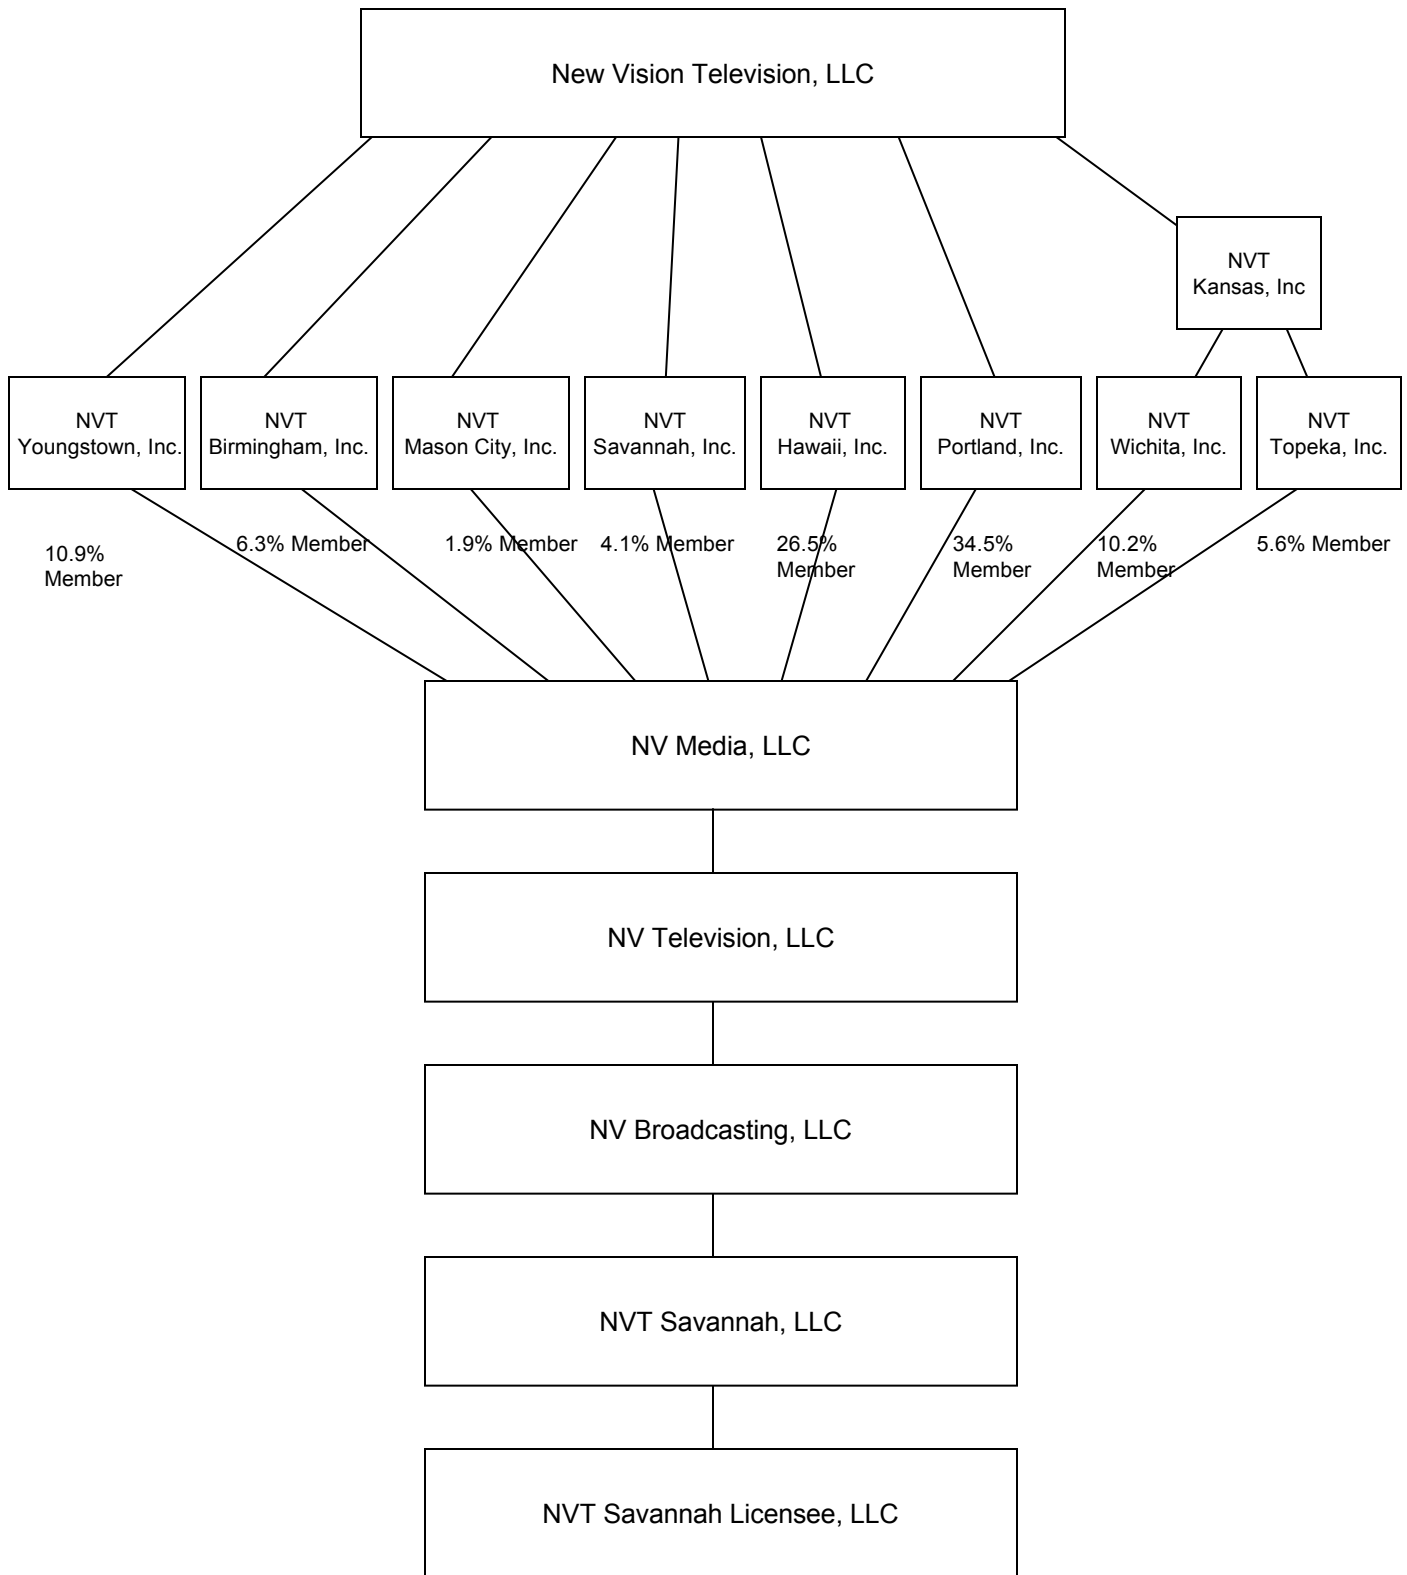 New Vision Television, LLC
NVT
Kansas, Inc
NVT
Youngstown, Inc.
NVT
Birmingham, Inc.
NVT
Mason City, Inc.
NVT
Savannah, Inc.
NVT
Hawaii, Inc.
NVT
Portland, Inc.
NVT
Wichita, Inc.
NVT
Topeka, Inc.
10.9%
Member
6.3% Member
1.9% Member
4.1% Member
26.5%
Member
34.5%
Member
10.2%
Member
5.6% Member
NV Media, LLC
NV Television, LLC
NV Broadcasting, LLC
NVT Savannah, LLC
NVT Savannah Licensee, LLC